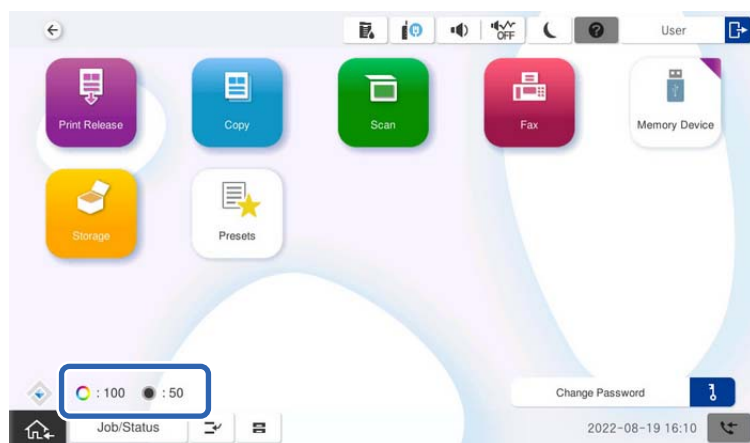 OFF
User
Print Release
Copy
Scan
Fax
Memory Device
Storage
Presets
: 100 : 50
Change Password
Job/Status
2022-08-19 16:10